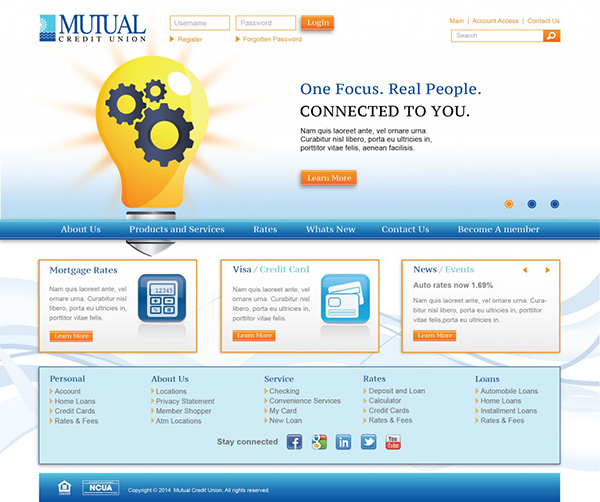 MUTUAL
CREDIT UNION
Username
Password
Login
Register
Forgotten Password
Main | Account Access | Contact Us
Search
One Focus. Real People.
CONNECTED TO YOU.
Nam quis laoreet ante, vel ornare urna.
Curabitur nisl libero, porta eu ultricies in,
porttitor vitae felis, aenean facilisis.
Learn More
About Us
Products and Services
Rates
Whats New
Contact Us
Become A member
Mortgage Rates
Nam quis laoreet ante, vel
ornare urna. Curabitur nisl
libero, porta eu ultricies in,
porttitor vitae felis.
Learn More
12345
Visa / Credit Card
Nam quis laoreet ante, vel
ornare urna. Curabitur nisl
libero, porta eu ultricies in,
porttitor vitae felis.
Learn More
News / Events
Auto rates now 1.69%
Nam quis laoreet ante, vel ornare urna. Cura-
bitur nisl libero, porta eu ultricies in, porttitor
vitae felis,porta eu ultricies in.
Learn More
Personal
Account
Home Loans
Credit Cards
Rates & Fees
About Us
Locations
Privacy Statement
Member Shopper
Atm Locations
Service
Checking
Convenience Services
My Card
New Loan
Rates
Deposit and Loan
Calculator
Credit Cards
Rates & Fees
Loans
Automobile Loans
Home Loans
Installment Loans
Rates & Fees
Stay connected
f
g
in
You
Tube
NCUA
Copyright © 2014 Mutual Credit Union. All rights reserved.